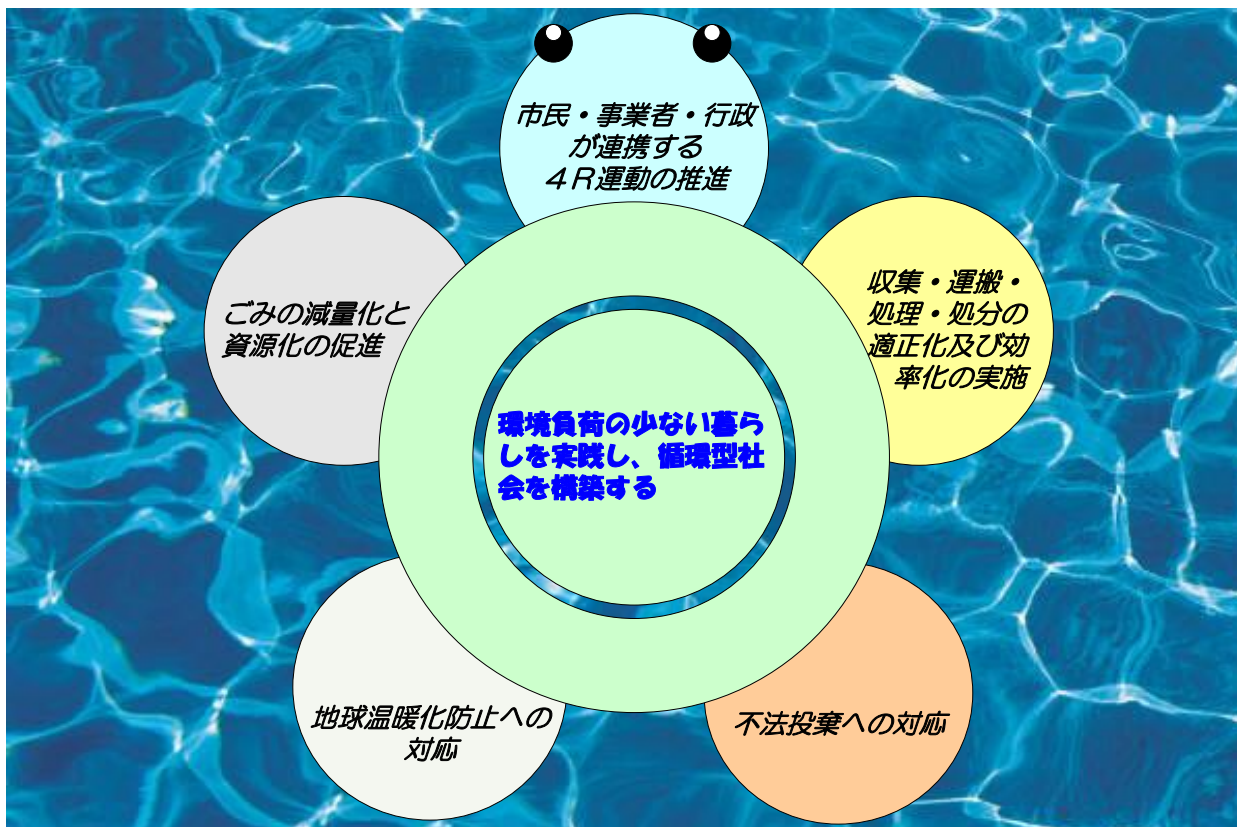 市民・事業者・行政
が連携する
４Ｒ運動の推進
ごみの減量化と
資源化の促進
収集・運搬・
処理・処分の
適正化及び効
率化の実施
環境負荷の少ない暮ら
しを実践し、循環型社
会を構築する
地球温暖化防止への
対応
不法投棄への対応